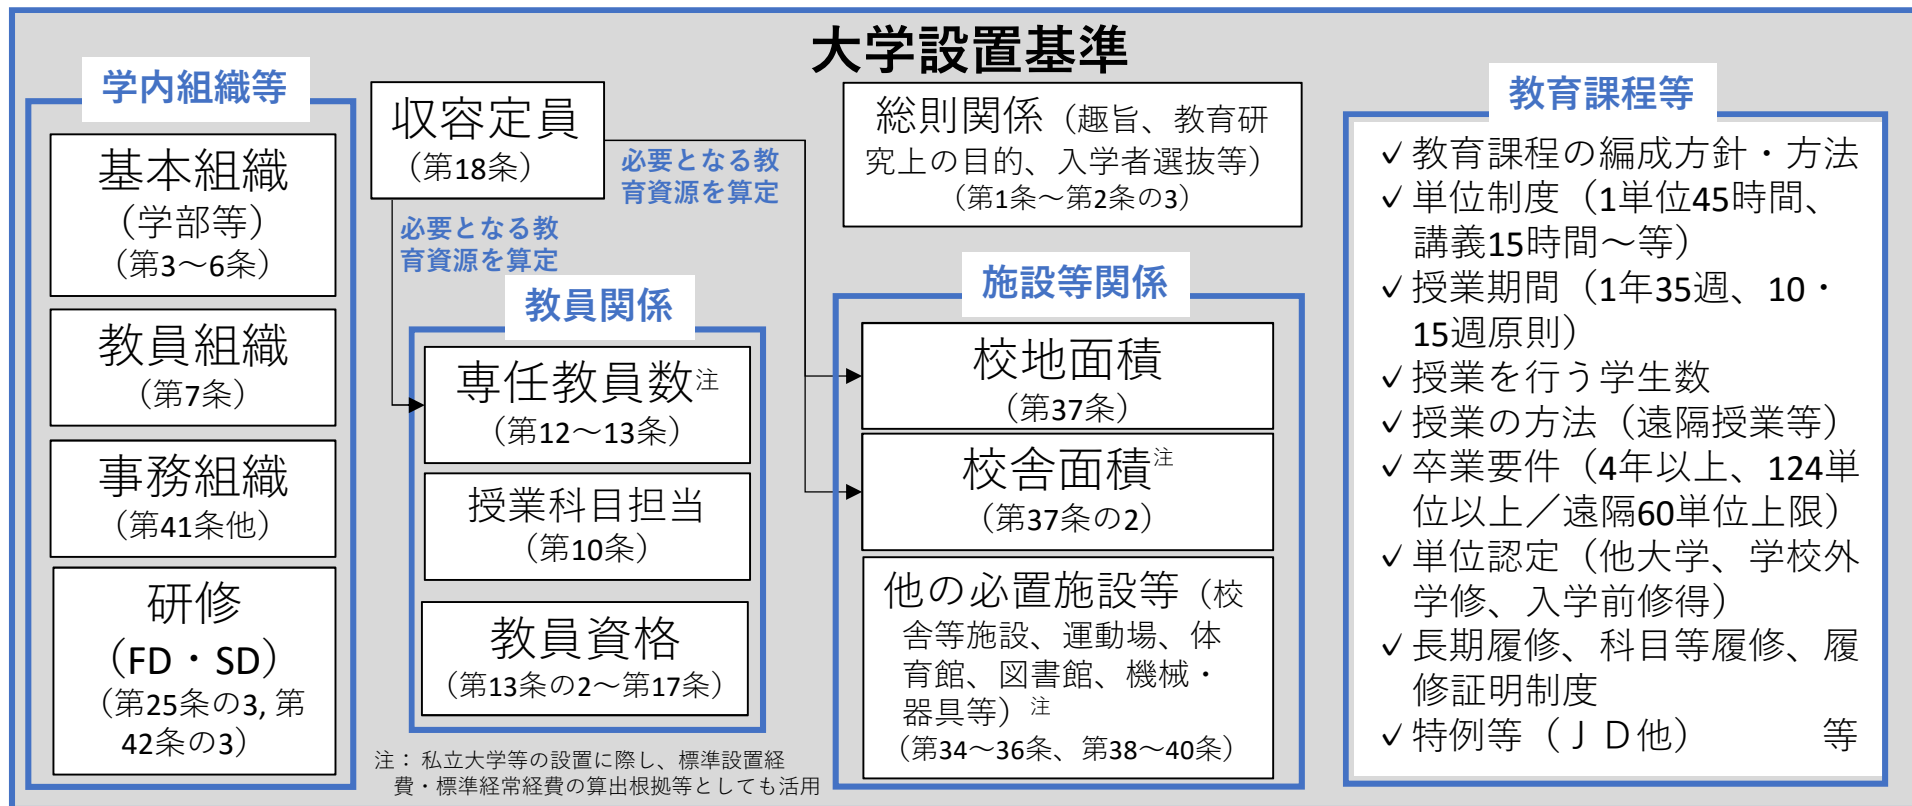 大学設置基準
学内組織等
基本組織
（学部等）
（第3～6条）
教員組織
（第7条）
事務組織
（第41条他）
研修
（FD・SD）
（第25条の3, 第
42条の3）
収容定員
（第18条）
必要となる教
育資源を算定
必要となる教
育資源を算定
教員関係
専任教員数注
（第12～13条）
授業科目担当
（第10条）
教員資格
（第13条の2～第17条）
注： 私立大学等の設置に際し、標準設置経
費・標準経常経費の算出根拠等としても活用
総則関係（趣旨、教育研
究上の目的、入学者選抜等）
（第1条～第2条の3）
施設等関係
校地面積
（第37条）
校舎面積注
（第37条の2）
他の必置施設等（校
舎等施設、運動場、体
育館、図書館、機械・
器具等）注
（第34～36条、第38～40条）
教育課程等
✓教育課程の編成方針・方法
✓単位制度（1単位45時間、
講義15時間～等）
✓授業期間（1年35週、10・
15週原則）
✓授業を行う学生数
✓授業の方法（遠隔授業等）
✓卒業要件（4年以上、124単
位以上／遠隔60単位上限）
✓単位認定（他大学、学校外
学修、入学前修得）
✓長期履修、科目等履修、履
修証明制度
✓特例等（ＪＤ他） 等